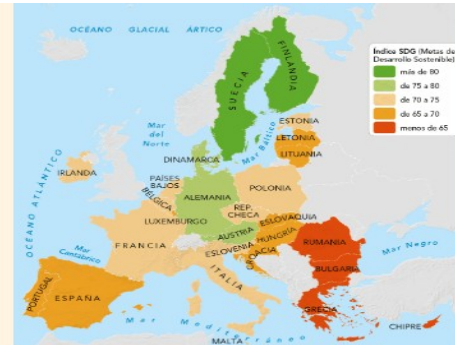 OCÉANO GLACIAL ÁRTICO
Índice SDG (Metas de
Desarrollo Sostenible)
más de 80
de 75 a 80
de 70 a 75
de 65 a 70
menos de 65
FINLANDIA
SUECIA
ESTONIA
Mar
del
Norte
Mar Báltico
LETONIA
LITUANIA
DINAMARCA
IRLANDA
PAÍSES
BAJOS
POLONIA
BÉLGICA
ALEMANIA
OCÉANO ATLÁNTICO
LUXEMBURGO
REP.
CHECA
ESLOVAQUIA
AUSTRIA
HUNGRÍA
RUMANIA
FRANCIA
ESLOVENIA
CROACIA
Mar
Cantábrico
Mar Negro
ITALIA
BULGARIA
PORTUGAL
ESPAÑA
GRECIA
Mar Mediterráneo
CHIPRE
MALTA